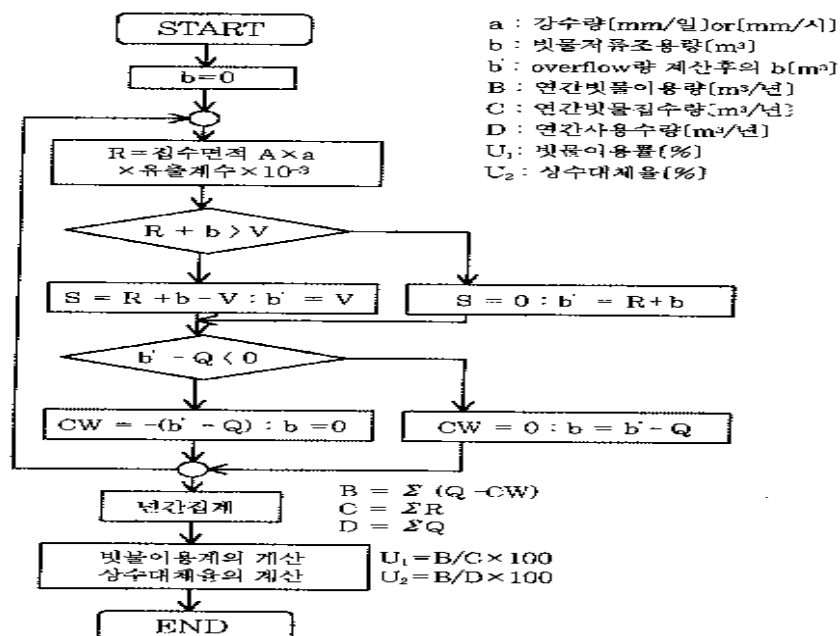 START
b=0
R=집수면적 A×a
×유출계수×10⁻³
R + b > V
S = R + b - V : b' = V
S = 0 : b' = R+b
b' - Q < 0
CW = -(b' - Q) : b = 0
CW = 0 : b = b' - Q
년간집계
B = Σ (Q -CW)
C = ΣR
D = ΣQ
빗물이용계의 계산
상수대체율의 계산
U₁=B/C×100
U₂=B/D×100
END
a : 강수량[mm/일]or[mm/시]
b : 빗물저류조용량[m³]
b' : overflow량 계산후의 b[m³]
B : 연간빗물이용량[m³/년]
C : 연간빗물집수량[m³/년]
D : 연간사용수량[m³/년]
U₁: 빗물이용률[%]
U₂: 상수대체율[%]